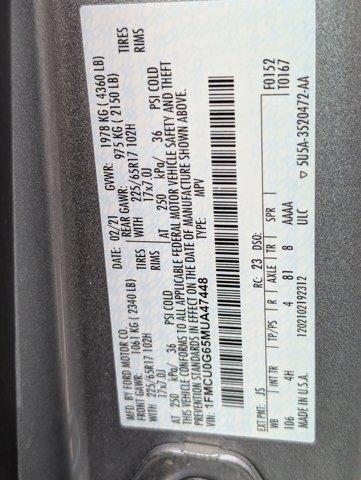 MFD. BY FORD MOTOR CO.
02/21 GVWR: 1978 KG ( 4360 LB)
FRONT GAWR: 1061 KG (2340 LB) REAR GAWR: 975 KG ( 2150 LB)
WITH 225/65R17 102H WITH 225/65R17 102H TIRES
17x7.0J 17x7.0J RIMS
AT 250 kPa/ 36 PSI COLD AT 250 kPa/ 36 PSI COLD
THIS VEHICLE CONFORMS TO ALL APPLICABLE FEDERAL MOTOR VEHICLE SAFETY AND THEFT
PREVENTION STANDARDS IN EFFECT ON THE DATE OF MANUFACTURE SHOWN ABOVE.
1FMCU0G65MUA47448 TYPE: MPV
TIRES
RIMS
F0152
T0167
EXT PNT: JS RC: 23 DSO:
WB INT TR TP/PS R AXLE TR SPR
106 4H 4 81 8 AAAA
U.S.A. 1202102192312 ULC
▽ 5U5A-3520472-AA